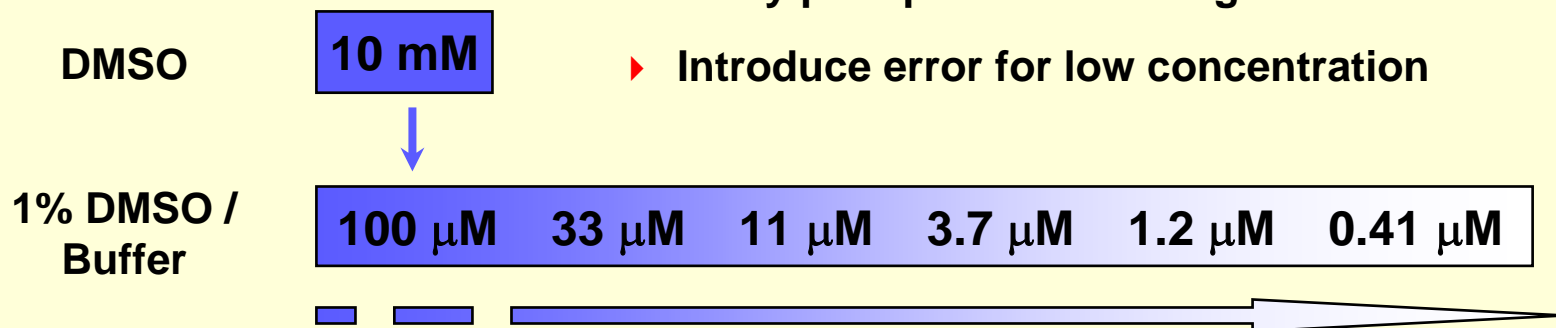 DMSO
10 mM
Introduce error for low concentration
1% DMSO /
Buffer
100 μM 33 μM 11 μM 3.7 μM 1.2 μM 0.41 μM